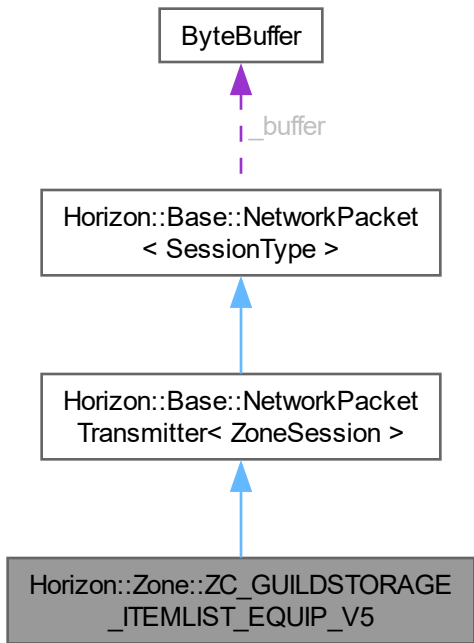 ByteBuffer
_buffer
Horizon::Base::NetworkPacket
< SessionType >
Horizon::Base::NetworkPacket
Transmitter< ZoneSession >
Horizon::Zone::ZC_GUILDSTORAGE
_ITEMLIST_EQUIP_V5